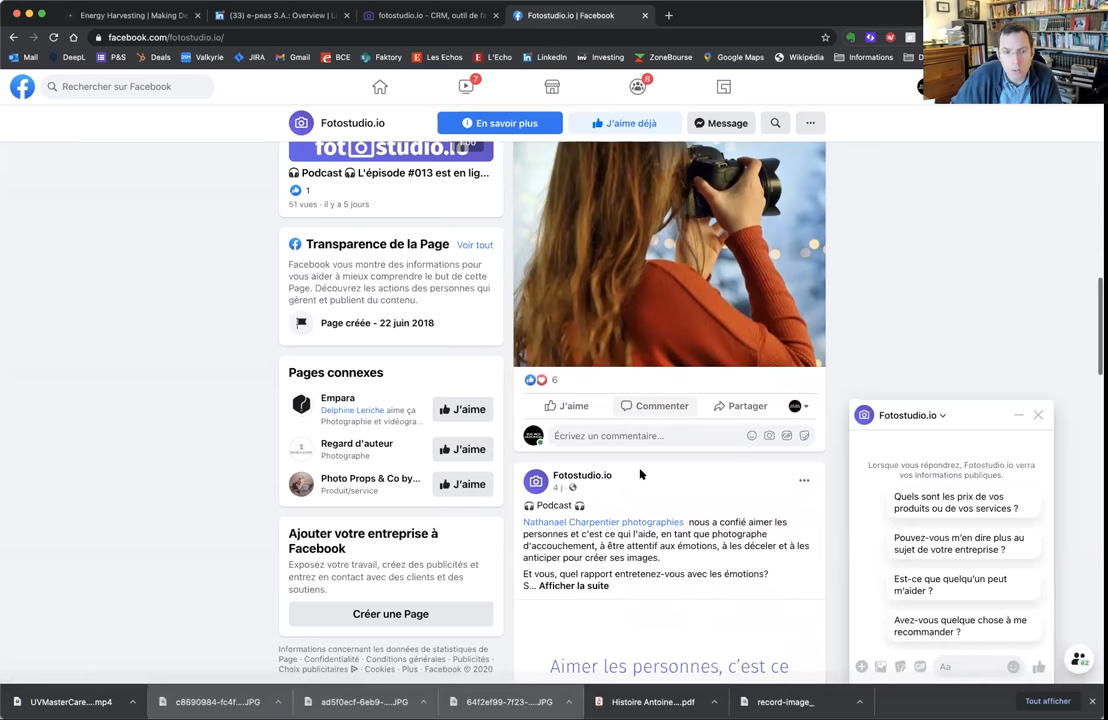 Energy Harvesting | Making De
(33) e-peas S.A.: Overview | Li
fotostudio.io - CRM, outil de fa
Fotostudio.io | Facebook
facebook.com/fotostudio.io/
Mail
DeepL
P&S
Deals
Valkyrie
JIRA
Gmail
BCE
Faktory
Les Echos
L'Echo
LinkedIn
Investing
ZoneBourse
Google Maps
Wikipédia
Informations
Rechercher sur Facebook
7
8
Fotostudio.io
En savoir plus
J'aime déjà
Message
fotostudio.io
🎧 Podcast 🎧 L'épisode #013 est en lig...
1
51 vues · il y a 5 jours
Transparence de la Page
Voir tout
Facebook vous montre des informations pour
vous aider à mieux comprendre le but de cette
Page. Découvrez les actions des personnes qui
gèrent et publient du contenu.
Page créée - 22 juin 2018
Pages connexes
Empara
Delphine Leriche aime ça
Photographie et vidéogra...
J'aime
Regard d'auteur
Photographe
J'aime
Photo Props & Co by...
Produit/service
J'aime
Ajouter votre entreprise à
Facebook
Exposez votre travail, créez des publicités et
entrez en contact avec des clients et des
soutiens.
Créer une Page
Informations concernant les données de statistiques de
Page · Confidentialité · Conditions générales · Publicités ·
Choix publicitaires · Cookies · Plus · Facebook © 2020
6
J'aime
Commenter
Partager
Écrivez un commentaire...
Fotostudio.io
4 j ·
🎧 Podcast 🎧
Nathanael Charpentier photographies nous a confié aimer les
personnes et c'est ce qui l'aide, en tant que photographe
d'accouchement, à être attentif aux émotions, à les déceler et à les
anticiper pour créer ses images.
Et vous, quel rapport entretenez-vous avec les émotions?
S... Afficher la suite
Aimer les personnes, c'est ce
Fotostudio.io
Lorsque vous répondrez, Fotostudio.io verra
vos informations publiques.
Quels sont les prix de vos
produits ou de vos services ?
Pouvez-vous m'en dire plus au
sujet de votre entreprise ?
Est-ce que quelqu'un peut
m'aider ?
Avez-vous quelque chose à me
recommander ?
Aa
42
UVMasterCare....mp4
c8690984-fc4f....JPG
ad5f0ecf-6eb9-....JPG
64f2ef99-7f23-....JPG
Histoire Antoine....pdf
record-image_
Tout afficher